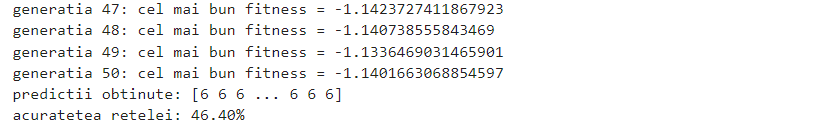 generatia 47: cel mai bun fitness = -1.1423727411867923
generatia 48: cel mai bun fitness = -1.140738555843469
generatia 49: cel mai bun fitness = -1.1336469031465901
generatia 50: cel mai bun fitness = -1.1401663068854597
predictii obtinute: [6 6 6 ... 6 6 6]
acuratetea retelei: 46.40%